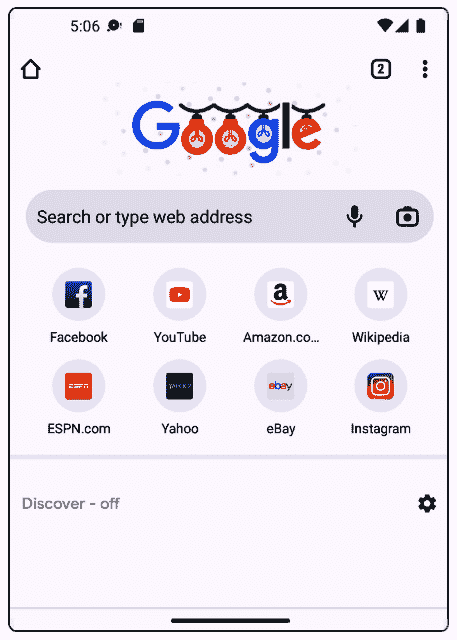 5:06
2
Google
Search or type web address
Facebook YouTube Amazon.co... Wikipedia
ESPN.com Yahoo eBay Instagram
Discover - off